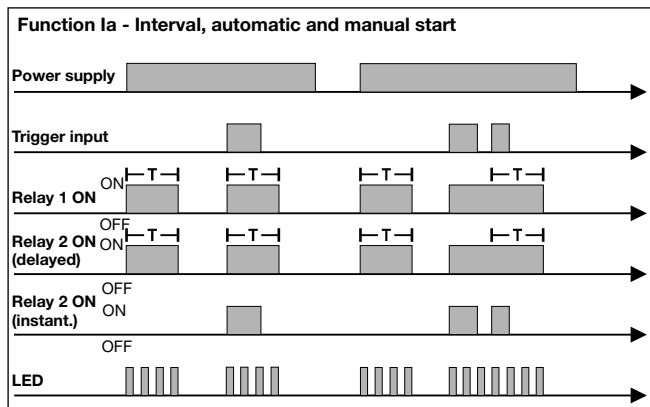 Function Ia - Interval, automatic and manual start
Power supply
Trigger input
ON T T T T
Relay 1 ON
OFF
Relay 2 ON ON T T T T
(delayed)
OFF
Relay 2 ON ON
(instant.)
OFF
LED